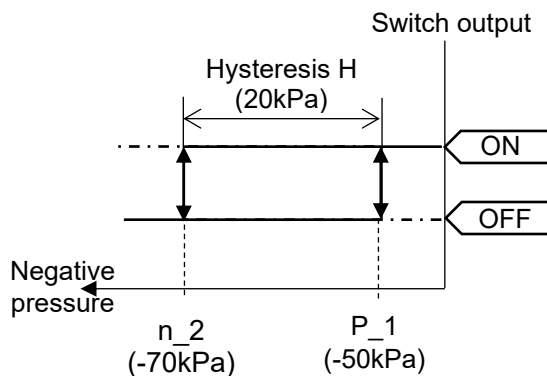 Switch output
Hysteresis H
(20kPa)
ON
OFF
Negative
pressure
n_2
(-70kPa)
P_1
(-50kPa)